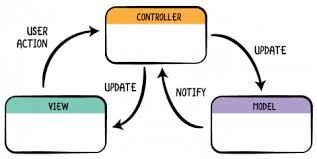 CONTROLLER
USER
ACTION
UPDATE
UPDATE
NOTIFY
VIEW
MODEL